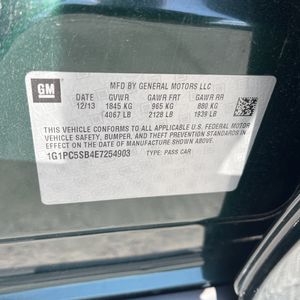 GM
MFD BY GENERAL MOTORS LLC
DATE GVWR GAWR FRT GAWR RR
12/13 1845 KG 965 KG 880 KG
4067 LB 2128 LB 1939 LB
THIS VEHICLE CONFORMS TO ALL APPLICABLE U.S. FEDERAL MOTOR
VEHICLE SAFETY, BUMPER, AND THEFT PREVENTION STANDARDS IN
EFFECT ON THE DATE OF MANUFACTURE SHOWN ABOVE.
1G1PC5SB4E7254903 TYPE: PASS CAR